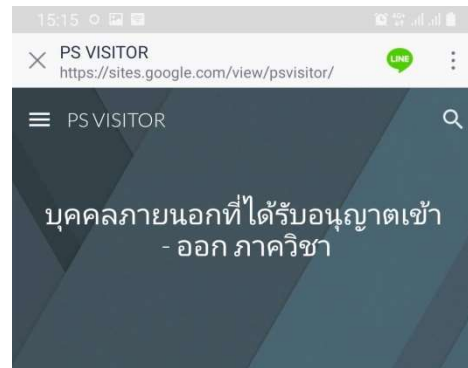 15:15
PS VISITOR
https://sites.google.com/view/psvisitor/
LINE
PS VISITOR
บุคคลภายนอกที่ได้รับอนุญาตเข้า
- ออก ภาควิชา